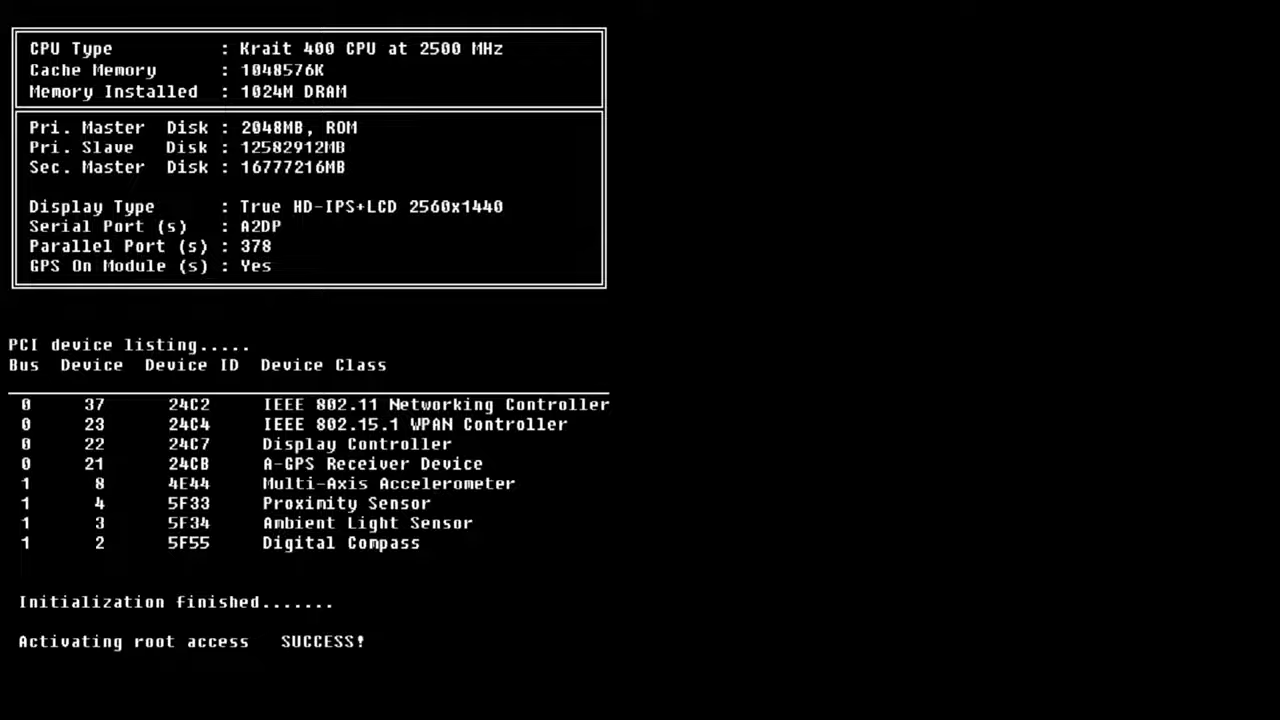 CPU Type : Krait 400 CPU at 2500 MHz
Cache Memory : 1048576K
Memory Installed : 1024M DRAM
Pri. Master Disk : 2048MB, ROM
Pri. Slave Disk : 12582912MB
Sec. Master Disk : 16777216MB
Display Type : True HD-IPS+LCD 2560x1440
Serial Port (s) : A2DP
Parallel Port (s) : 378
GPS On Module (s) : Yes
PCI device listing.....
Bus Device Device ID Device Class
0 37 24C2 IEEE 802.11 Networking Controller
0 23 24C4 IEEE 802.15.1 WPAN Controller
0 22 24C7 Display Controller
0 21 24CB A-GPS Receiver Device
1 8 4E44 Multi-Axis Accelerometer
1 4 5F33 Proximity Sensor
1 3 5F34 Ambient Light Sensor
1 2 5F55 Digital Compass
Initialization finished.......
Activating root access SUCCESS!